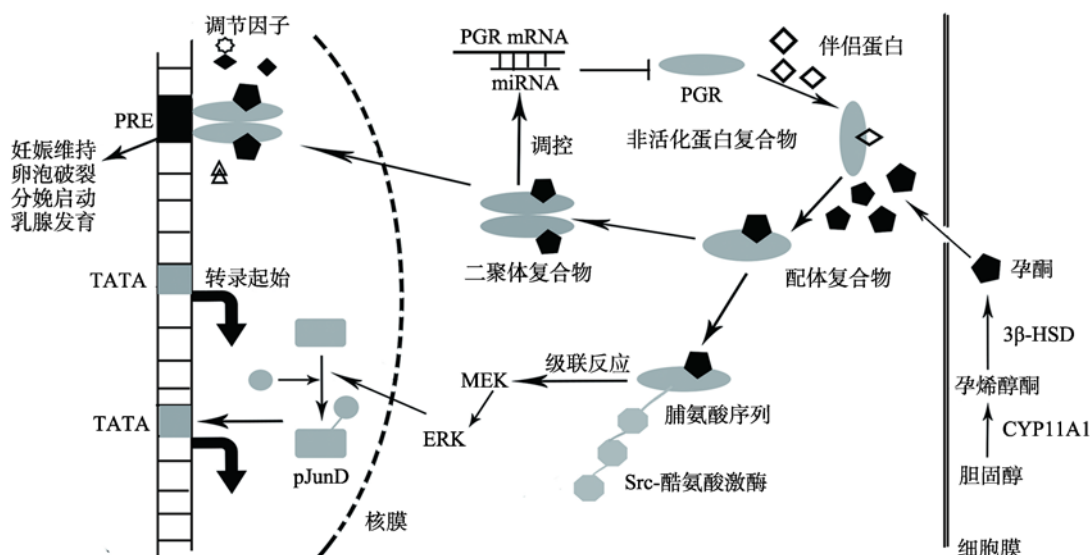 调节因子
PGR mRNA
miRNA
PGR
伴侣蛋白
PRE
非活化蛋白复合物
调控
妊娠维持
卵泡破裂
分娩启动
乳腺发育
二聚体复合物
配体复合物
孕酮
TATA
转录起始
3β-HSD
级联反应
MEK
孕烯醇酮
脯氨酸序列
CYP11A1
TATA
ERK
pJunD
Src-酪氨酸激酶
胆固醇
核膜
细胞膜